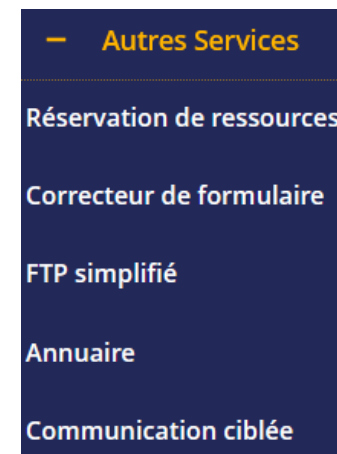 − Autres Services
Réservation de ressources
Correcteur de formulaire
FTP simplifié
Annuaire
Communication ciblée